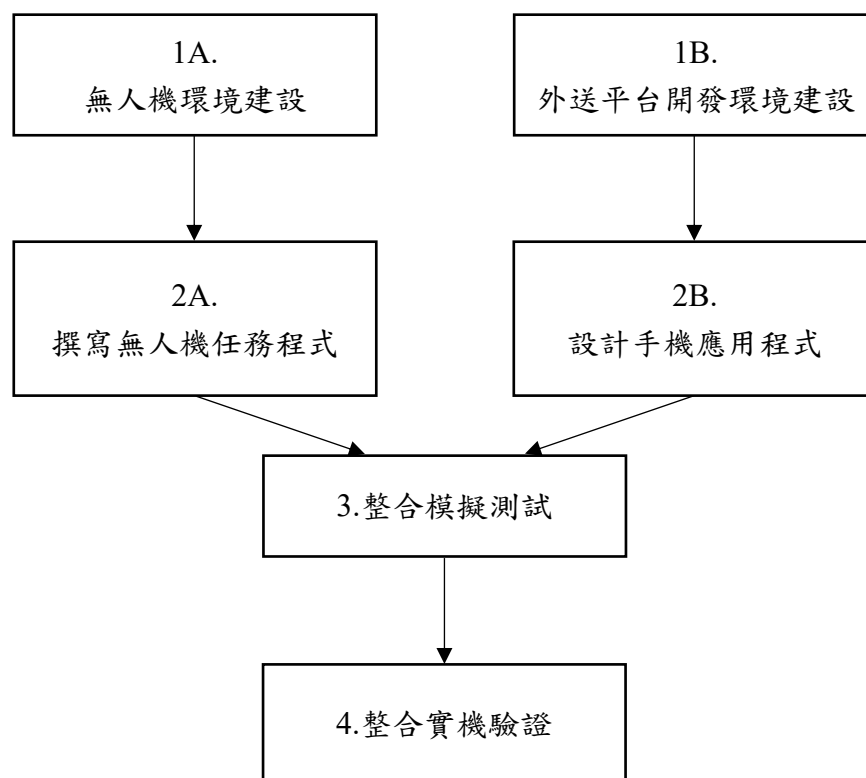 1A.
無人機環境建設
1B.
外送平台開發環境建設
2A.
撰寫無人機任務程式
2B.
設計手機應用程式
3.整合模擬測試
4.整合實機驗證